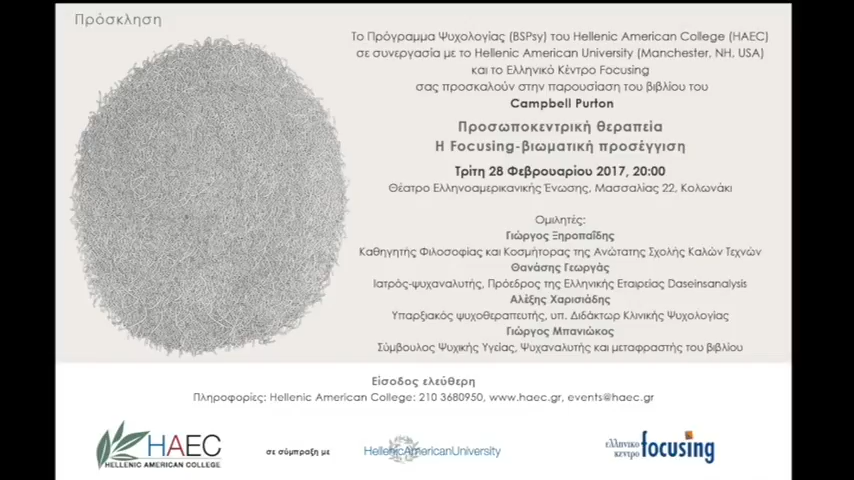 Πρόσκληση
Το Πρόγραμμα Ψυχολογίας (BSPsy) του Hellenic American College (HAEC)
σε συνεργασία με το Hellenic American University (Manchester, NH, USA)
και το Ελληνικό Κέντρο Focusing
σας προσκαλούν στην παρουσίαση του βιβλίου του
Campbell Purton
Προσωποκεντρική θεραπεία
Η Focusing-βιωματική προσέγγιση
Τρίτη 28 Φεβρουαρίου 2017, 20:00
Θέατρο Ελληνοαμερικανικής Ένωσης, Μασσαλίας 22, Κολωνάκι
Ομιλητές:
Γιώργος Ξηροπαΐδης
Καθηγητής Φιλοσοφίας και Κοσμήτορας της Ανώτατης Σχολής Καλών Τεχνών
Θανάσης Γεωργάς
Ιατρός-ψυχαναλυτής, Πρόεδρος της Ελληνικής Εταιρείας Daseinsanalysis
Αλέξης Χαρισιάδης
Υπαρξιακός ψυχοθεραπευτής, υπ. Διδάκτωρ Κλινικής Ψυχολογίας
Γιώργος Μπανιώκος
Σύμβουλος Ψυχικής Υγείας, Ψυχαναλυτής και μεταφραστής του βιβλίου
Είσοδος ελεύθερη
Πληροφορίες: Hellenic American College: 210 3680950, www.haec.gr, events@haec.gr
HAEC
HELLENIC AMERICAN COLLEGE
σε σύμπραξη με
HellenicAmericanUniversity
ελληνικο
κεντρο
focusing